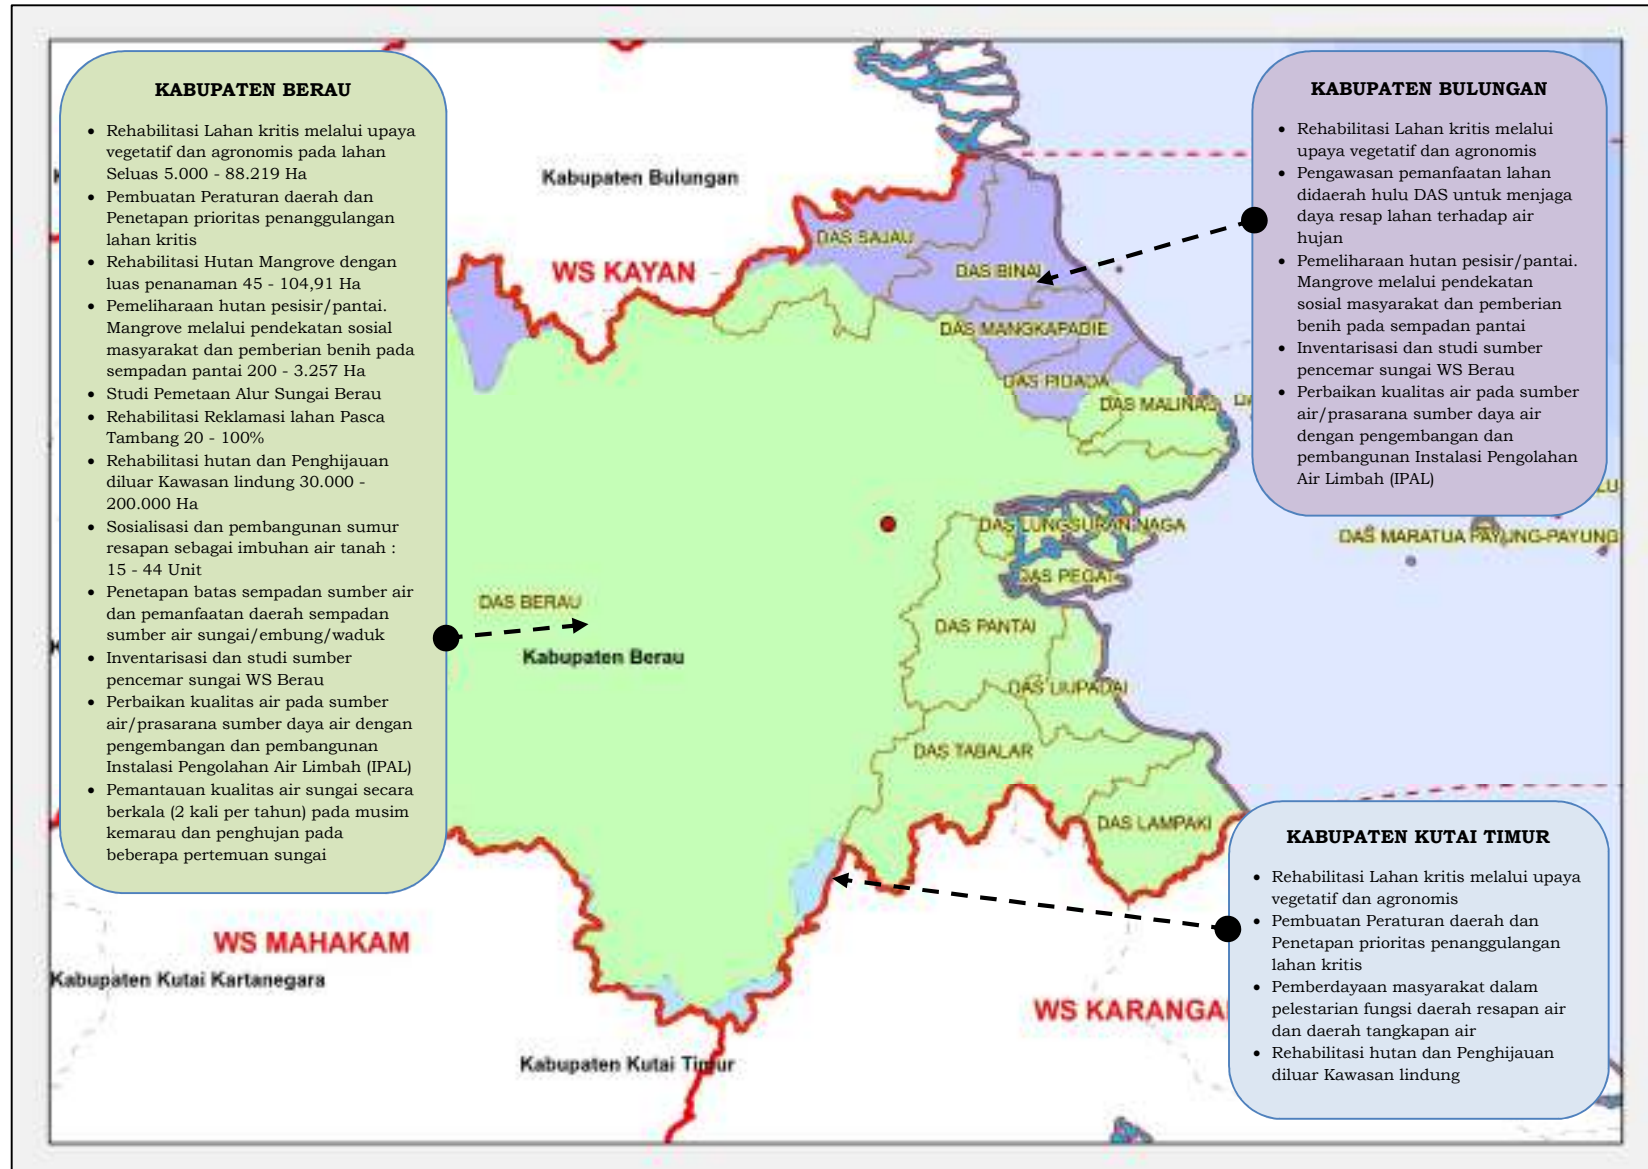 KABUPATEN BERAU
• Rehabilitasi Lahan kritis melalui upaya
vegetatif dan agronomis pada lahan
Seluas 5.000 - 88.219 Ha
• Pembuatan Peraturan daerah dan
Penetapan prioritas penanggulangan
lahan kritis
• Rehabilitasi Hutan Mangrove dengan
luas penanaman 45 - 104,91 Ha
• Pemeliharaan hutan pesisir/pantai.
Mangrove melalui pendekatan sosial
masyarakat dan pemberian benih pada
sempadan pantai 200 - 3.257 Ha
• Studi Pemetaan Alur Sungai Berau
• Rehabilitasi Reklamasi lahan Pasca
Tambang 20 - 100%
• Rehabilitasi hutan dan Penghijauan
diluar Kawasan lindung 30.000 -
200.000 Ha
• Sosialisasi dan pembangunan sumur
resapan sebagai imbuhan air tanah :
15 - 44 Unit
• Penetapan batas sempadan sumber air
dan pemanfaatan daerah sempadan
sumber air sungai/embung/waduk
• Inventarisasi dan studi sumber
pencemar sungai WS Berau
• Perbaikan kualitas air pada sumber
air/prasarana sumber daya air dengan
pengembangan dan pembangunan
Instalasi Pengolahan Air Limbah (IPAL)
• Pemantauan kualitas air sungai secara
berkala (2 kali per tahun) pada musim
kemarau dan penghujan pada
beberapa pertemuan sungai
KABUPATEN BULUNGAN
• Rehabilitasi Lahan kritis melalui
upaya vegetatif dan agronomis
• Pengawasan pemanfaatan lahan
didaerah hulu DAS untuk menjaga
daya resap lahan terhadap air
hujan
• Pemeliharaan hutan pesisir/pantai.
Mangrove melalui pendekatan
sosial masyarakat dan pemberian
benih pada sempadan pantai
• Inventarisasi dan studi sumber
pencemar sungai WS Berau
• Perbaikan kualitas air pada sumber
air/prasarana sumber daya air
dengan pengembangan dan
pembangunan Instalasi Pengolahan
Air Limbah (IPAL)
KABUPATEN KUTAI TIMUR
• Rehabilitasi Lahan kritis melalui upaya
vegetatif dan agronomis
• Pembuatan Peraturan daerah dan
Penetapan prioritas penanggulangan
lahan kritis
• Pemberdayaan masyarakat dalam
pelestarian fungsi daerah resapan air
dan daerah tangkapan air
• Rehabilitasi hutan dan Penghijauan
diluar Kawasan lindung
Kabupaten Bulungan
WS KAYAN
DAS SAJAU
DAS BINAI
DAS MANGKAPADIE
DAS PIDADA
DAS MALINAU
DAS LUNGSURAN NAGA
DAS MARATUA PAYUNG-PAYUNG
DAS PEGAT
DAS BERAU
Kabupaten Berau
DAS PANTAI
DAS ULIPADAI
DAS TABALAR
DAS LAMPAKI
WS MAHAKAM
Kabupaten Kutai Kartanegara
WS KARANGA
Kabupaten Kutai Timur